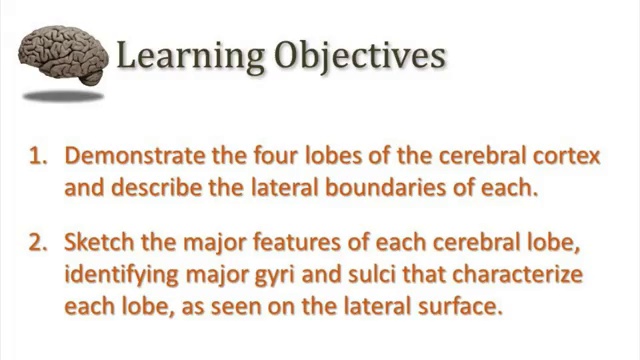 Learning Objectives
1. Demonstrate the four lobes of the cerebral cortex
and describe the lateral boundaries of each.
2. Sketch the major features of each cerebral lobe,
identifying major gyri and sulci that characterize
each lobe, as seen on the lateral surface.